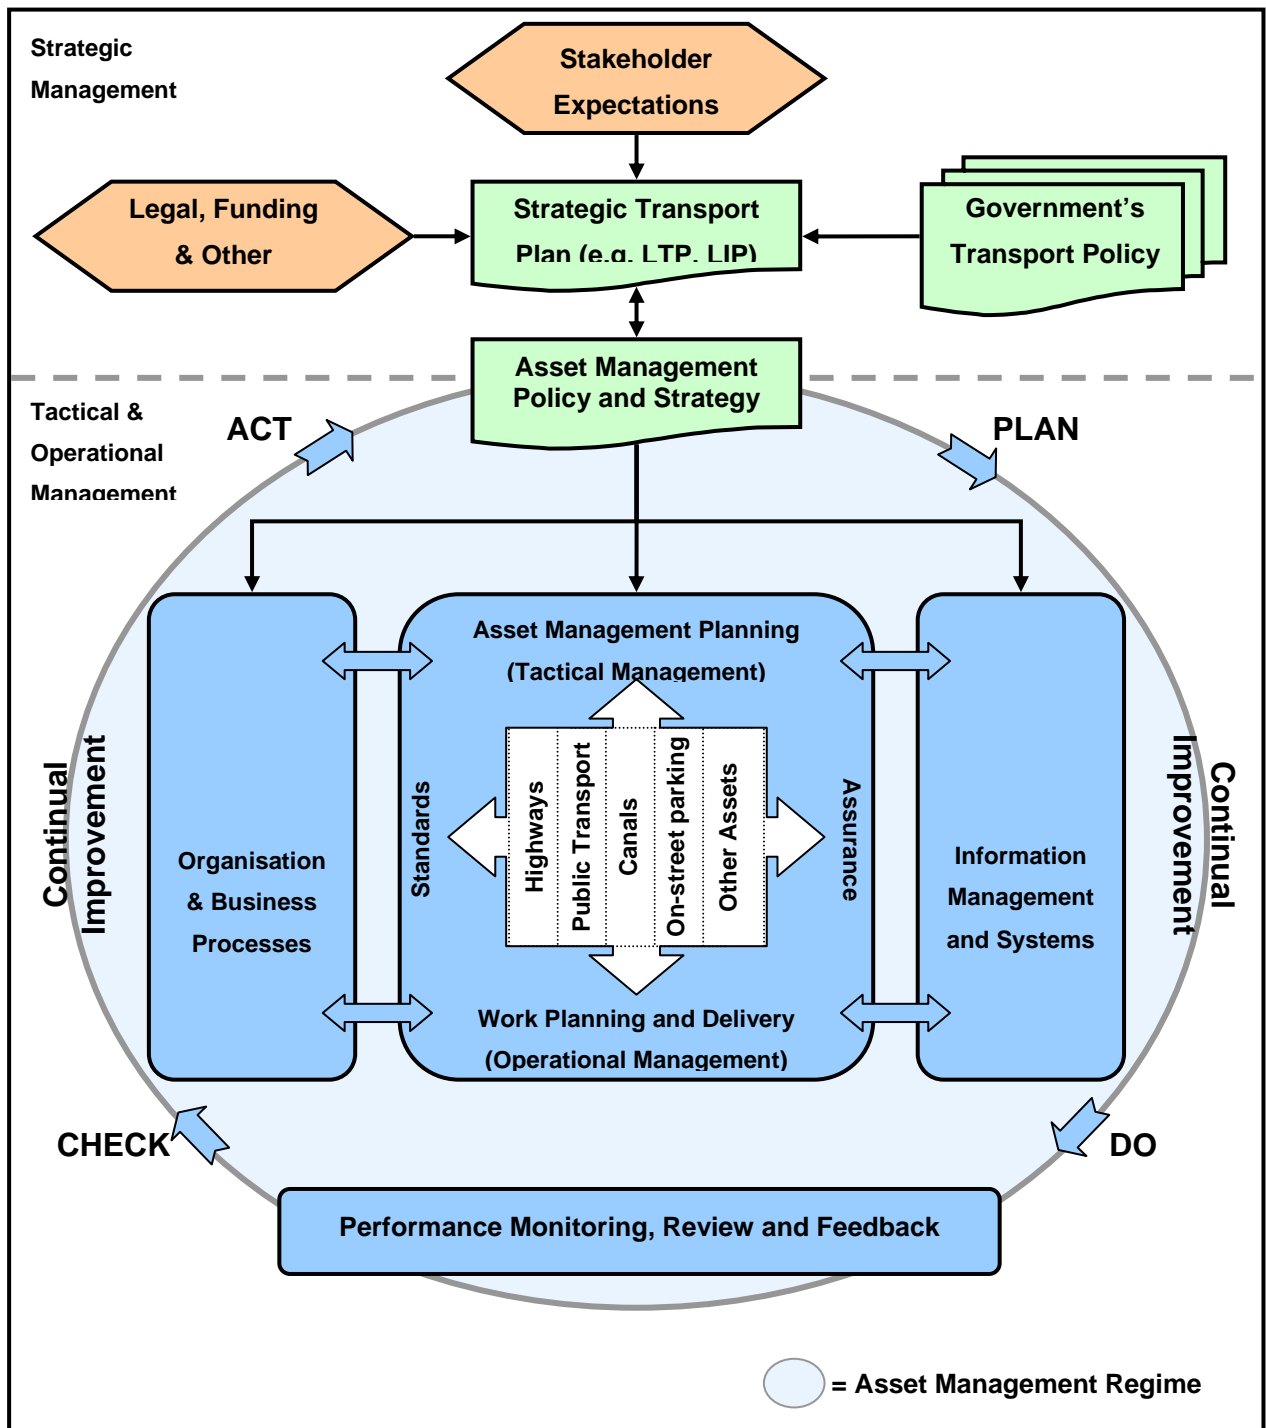 Strategic
Management
Stakeholder
Expectations
Legal, Funding
& Other
Strategic Transport
Plan (e.g. LTP, LIP)
Government's
Transport Policy
Asset Management
Policy and Strategy
Tactical &
Operational
Management
ACT
PLAN
Asset Management Planning
(Tactical Management)
Continual
Improvement
Organisation
& Business
Processes
Standards
Highways
Public Transport
Canals
On-street parking
Other Assets
Assurance
Information
Management
and Systems
Continual
Improvement
Work Planning and Delivery
(Operational Management)
CHECK
DO
Performance Monitoring, Review and Feedback
= Asset Management Regime